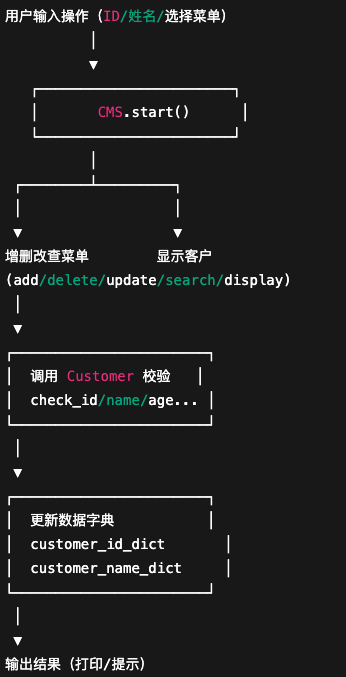 用户输入操作（ID/姓名/选择菜单）
CMS.start()
增删改查菜单 显示客户
(add/delete/update/search/display)
调用 Customer 校验
check_id/name/age...
更新数据字典
customer_id_dict
customer_name_dict
输出结果（打印/提示）